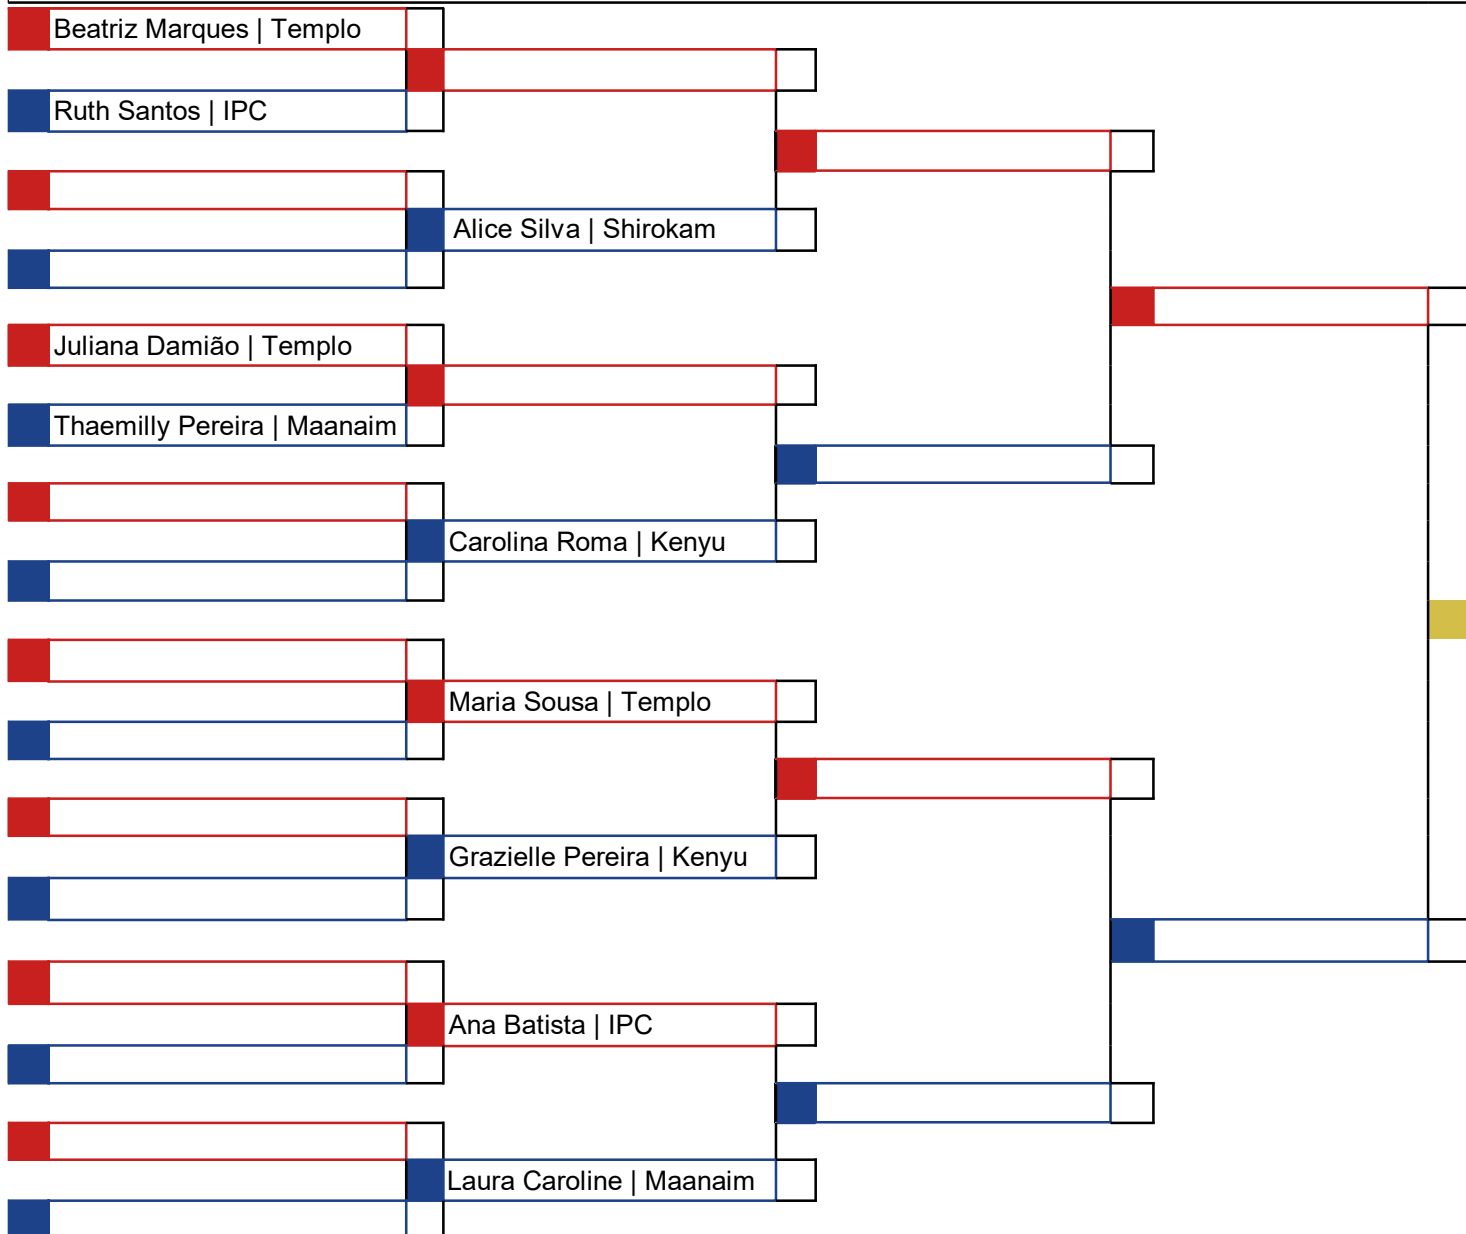 Beatriz Marques | Templo
Ruth Santos | IPC
Alice Silva | Shirokam
Juliana Damião | Templo
Thaemilly Pereira | Maanaim
Carolina Roma | Kenyu
Maria Sousa | Templo
Grazielle Pereira | Kenyu
Ana Batista | IPC
Laura Caroline | Maanaim